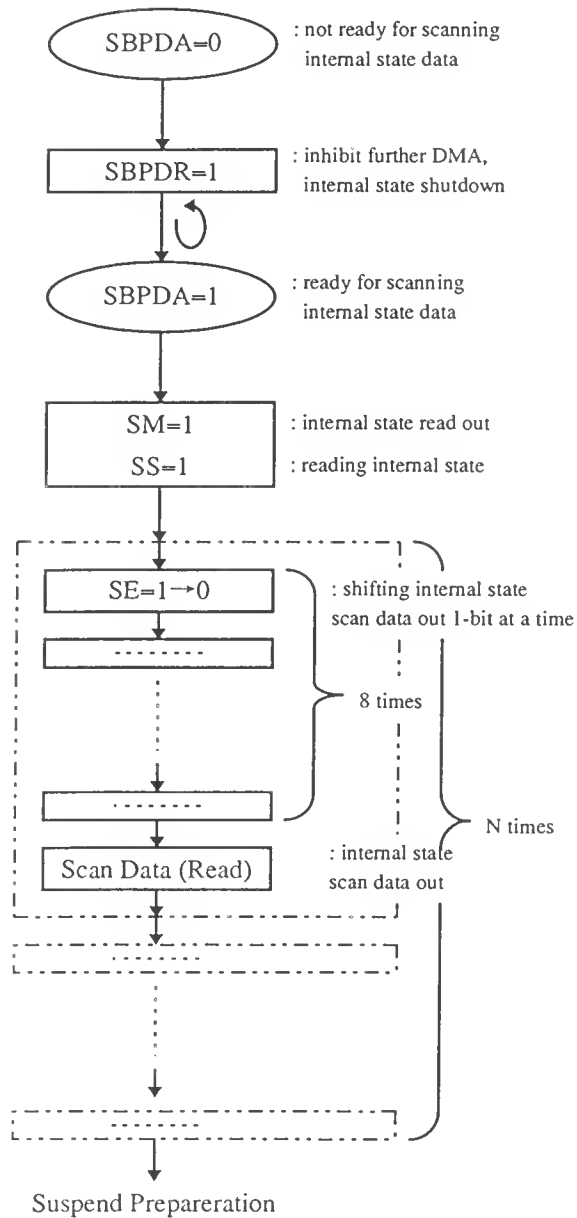 SBPDA=0
: not ready for scanning
internal state data
SBPDR=1
: inhibit further DMA,
internal state shutdown
SBPDA=1
: ready for scanning
internal state data
SM=1
: internal state read out
SS=1
: reading internal state
SE=1→0
: shifting internal state
scan data out 1-bit at a time
8 times
N times
Scan Data (Read)
: internal state
scan data out
Suspend Prepareration